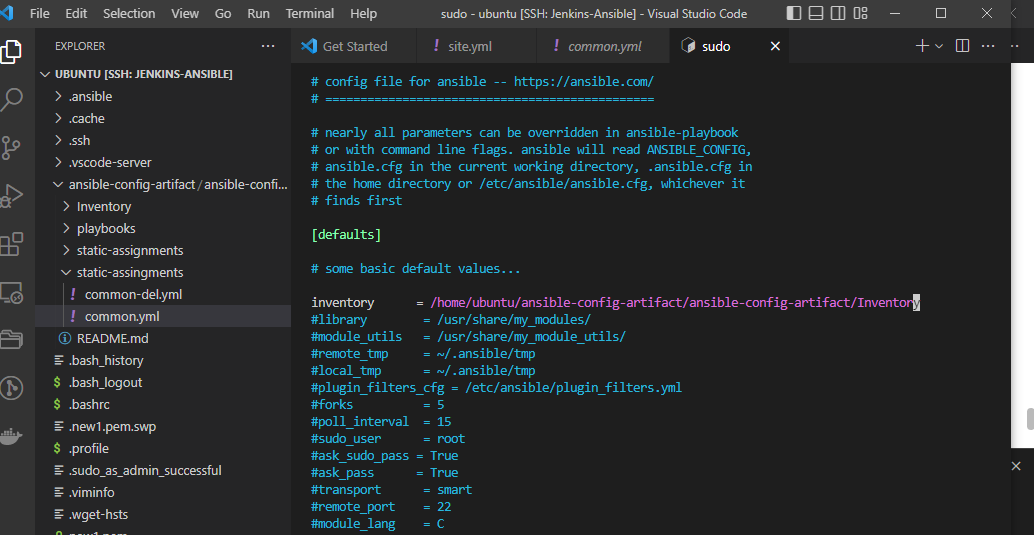 File Edit Selection View Go Run Terminal Help
sudo - ubuntu [SSH: Jenkins-Ansible] - Visual Studio Code
EXPLORER
Get Started
! site.yml
! common.yml
sudo
UBUNTU [SSH: JENKINS-ANSIBLE]
.ansible
.cache
.ssh
.vscode-server
ansible-config-artifact/ansible-confi...
Inventory
playbooks
static-assignments
static-assingments
! common-del.yml
! common.yml
README.md
.bash_history
$ .bash_logout
$ .bashrc
.new1.pem.swp
$ .profile
.sudo_as_admin_successful
.viminfo
.wget-hsts
new1.pem
# config file for ansible -- https://ansible.com/
# ===============================================
# nearly all parameters can be overridden in ansible-playbook
# or with command line flags. ansible will read ANSIBLE_CONFIG,
# ansible.cfg in the current working directory, .ansible.cfg in
# the home directory or /etc/ansible/ansible.cfg, whichever it
# finds first
[defaults]
# some basic default values...
inventory      = /home/ubuntu/ansible-config-artifact/ansible-config-artifact/Inventory
#library        = /usr/share/my_modules/
#module_utils   = /usr/share/my_module_utils/
#remote_tmp     = ~/.ansible/tmp
#local_tmp      = ~/.ansible/tmp
#plugin_filters_cfg = /etc/ansible/plugin_filters.yml
#forks          = 5
#poll_interval  = 15
#sudo_user      = root
#ask_sudo_pass = True
#ask_pass      = True
#transport      = smart
#remote_port    = 22
#module_lang    = C